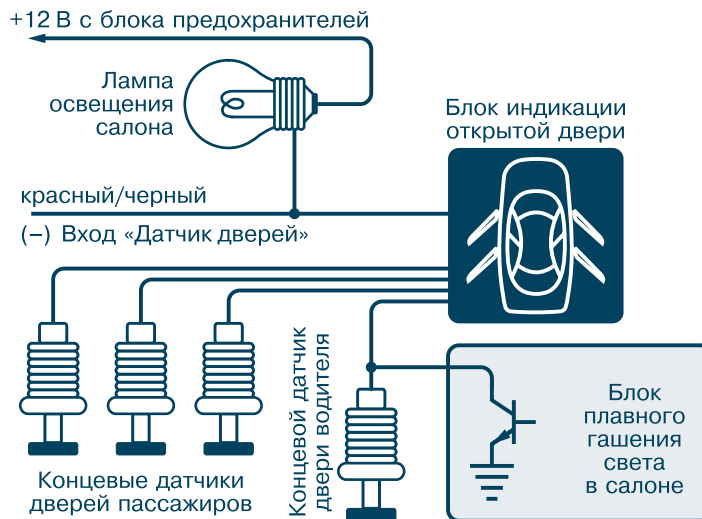 +12 В с блока предохранителей
Лампа
освещения
салона
Блок индикации
открытой двери
красный/черный
(–) Вход «Датчик дверей»
Концевые датчики
дверей пассажиров
Концевой датчик
двери водителя
Блок
плавного
гашения
света
в салоне